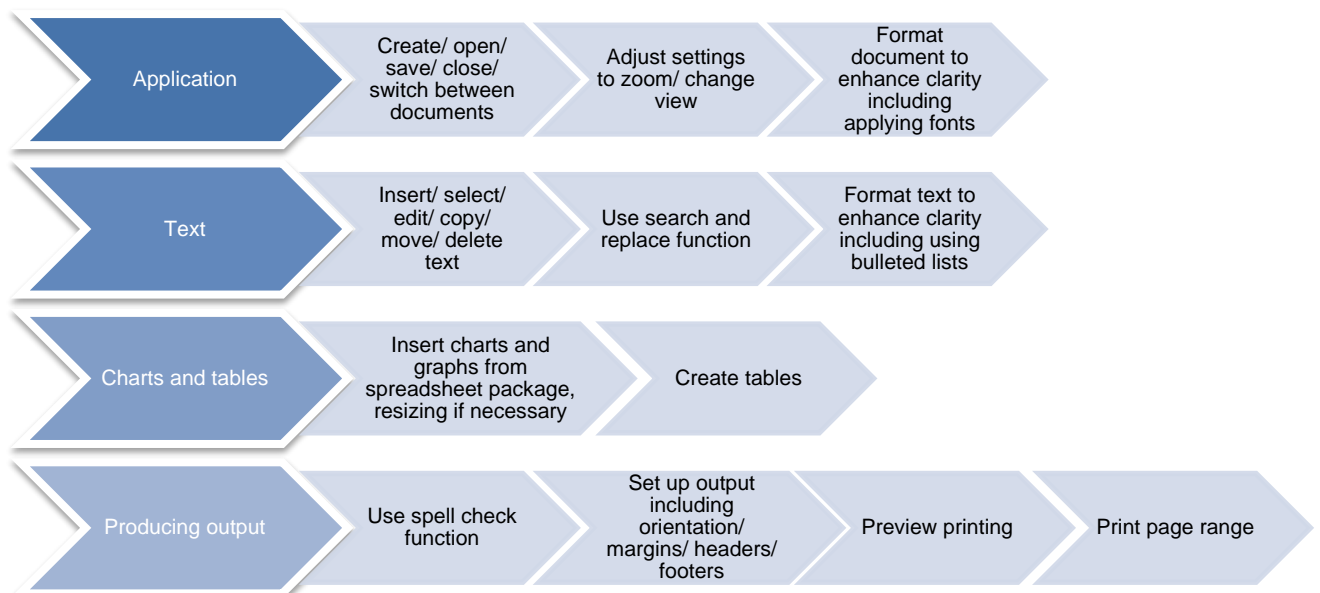 Application
Create/ open/
save/ close/
switch between
documents
Adjust settings
to zoom/ change
view
Format
document to
enhance clarity
including
applying fonts
Text
Insert/ select/
edit/ copy/
move/ delete
text
Use search and
replace function
Format text to
enhance clarity
including using
bulleted lists
Charts and tables
Insert charts and
graphs from
spreadsheet package,
resizing if necessary
Create tables
Producing output
Use spell check
function
Set up output
including
orientation/
margins/ headers/
footers
Preview printing
Print page range